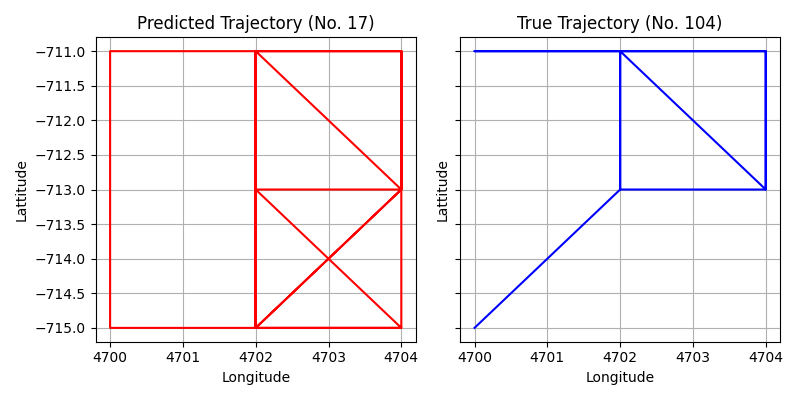 Predicted Trajectory (No. 17)
True Trajectory (No. 104)
−711.0
−711.5
−712.0
−712.5
−713.0
−713.5
−714.0
−714.5
−715.0
Lattitude
Lattitude
4700 4701 4702 4703 4704
4700 4701 4702 4703 4704
Longitude
Longitude